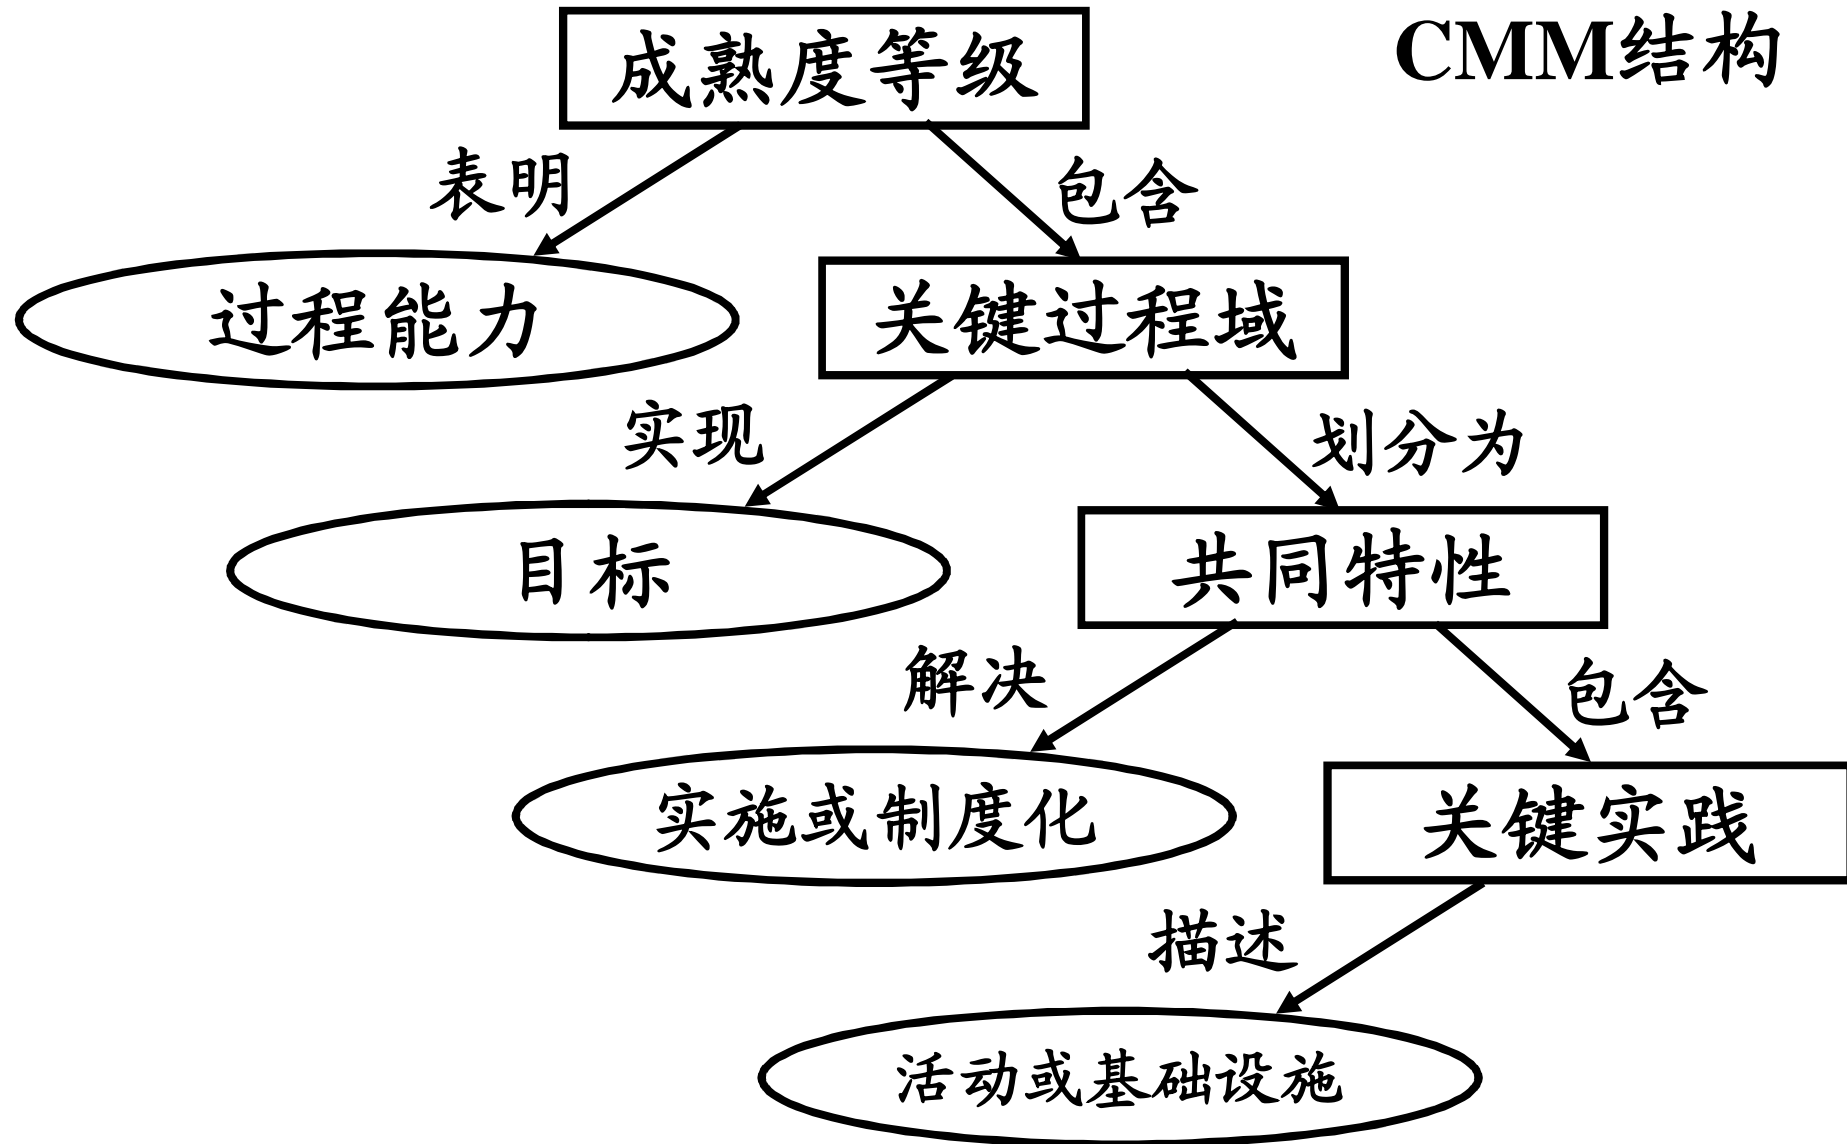 CMM结构
成熟度等级
表明
包含
过程能力
关键过程域
实现
划分为
目标
共同特性
解决
包含
实施或制度化
关键实践
描述
活动或基础设施